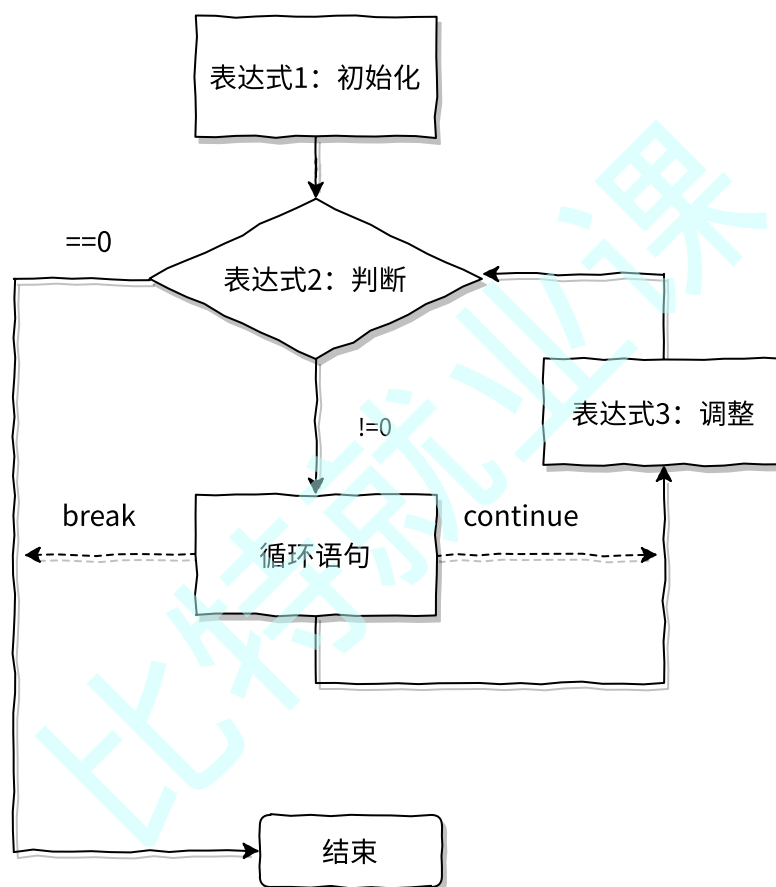 表达式1：初始化
==0
表达式2：判断
表达式3：调整
!=0
break
continue
循环语句
结束
比特就业课